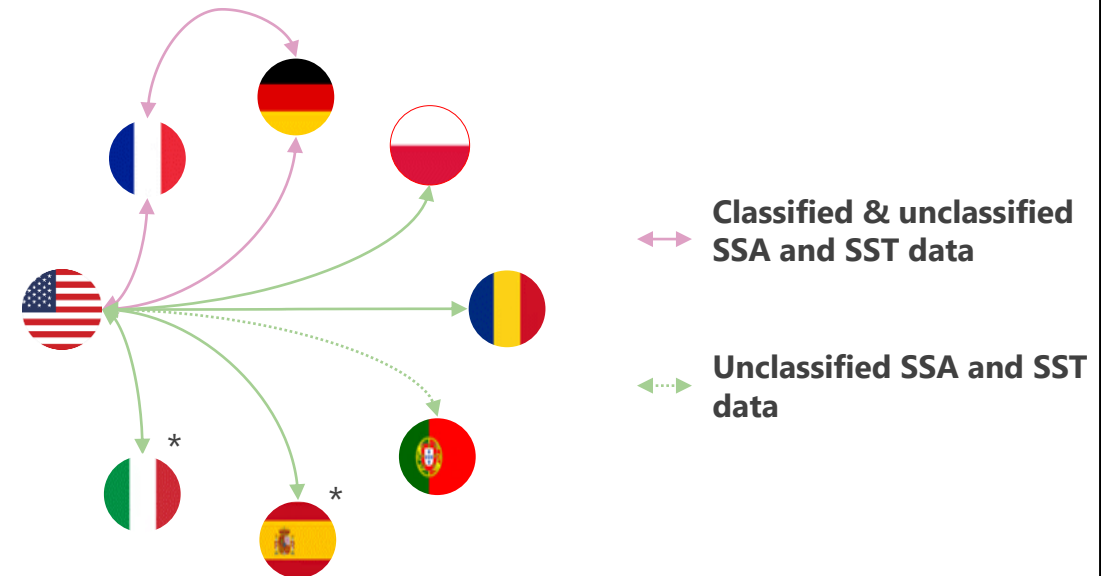 Classified & unclassified
SSA and SST data
Unclassified SSA and SST
data
*
*